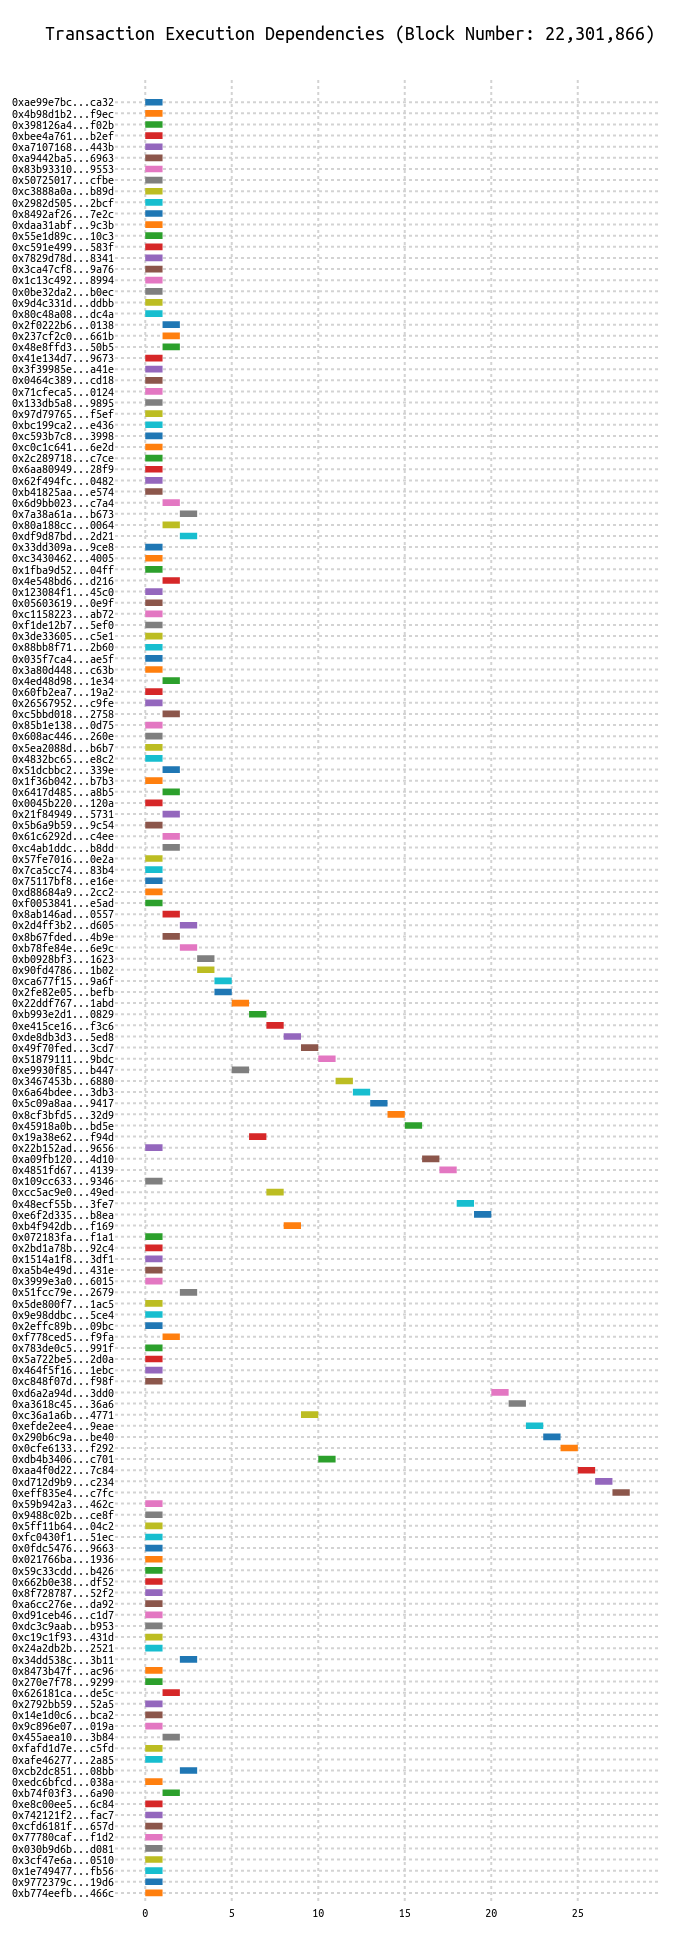 Transaction Execution Dependencies (Block Number: 22,301,866)
0xae99e7bc...ca32
0x4b98d1b2...f9ec
0x398126a4...f02b
0xbee4a761...b2ef
0xa7107168...443b
0xa9442ba5...6963
0x83b93310...9553
0x50725017...cfbe
0xc3888a0a...b89d
0x2982d505...2bcf
0x8492af26...7e2c
0xdaa31abf...9c3b
0x55e1d89c...10c3
0xc591e499...583f
0x7829d78d...8341
0x3ca47cf8...9a76
0x1c13c492...8994
0x0be32da2...b0ec
0x9d4c331d...ddbb
0x80c48a08...dc4a
0x2f0222b6...0138
0x237cf2c0...661b
0x48e8ffd3...50b5
0x41e134d7...9673
0x3f39985e...a41e
0x0464c389...cd18
0x71cfeca5...0124
0x133db5a8...9895
0x97d79765...f5ef
0xbc199ca2...e436
0xc593b7c8...3998
0xc0c1c641...6e2d
0x2c289718...c7ce
0x6aa80949...28f9
0x62f494fc...0482
0xb41825aa...e574
0x6d9bb023...c7a4
0x7a38a61a...b673
0x80a188cc...0064
0xdf9d87bd...2d21
0x33dd309a...9ce8
0xc3430462...4005
0x1fba9d52...04ff
0x4e548bd6...d216
0x123084f1...45c0
0x05603619...0e9f
0xc1158223...ab72
0xf1de12b7...5ef0
0x3de33605...c5e1
0x88bb8f71...2b60
0x035f7ca4...ae5f
0x3a80d448...c63b
0x4ed48d98...1e34
0x60fb2ea7...19a2
0x26567952...c9fe
0xc5bbd018...2758
0x85b1e138...0d75
0x608ac446...260e
0x5ea2088d...b6b7
0x4832bc65...e8c2
0x51dcbbc2...339e
0x1f36b042...b7b3
0x6417d485...a8b5
0x0045b220...120a
0x21f84949...5731
0x5b6a9b59...9c54
0x61c6292d...c4ee
0xc4ab1ddc...b8dd
0x57fe7016...0e2a
0x7ca5cc74...83b4
0x75117bf8...e16e
0xd88684a9...2cc2
0xf0053841...e5ad
0x8ab146ad...0557
0x2d4ff3b2...d605
0x8b67fded...4b9e
0xb78fe84e...6e9c
0xb0928bf3...1623
0x90fd4786...1b02
0xca677f15...9a6f
0x2fe82e05...befb
0x22ddf767...1abd
0xb993e2d1...0829
0xe415ce16...f3c6
0xde8db3d3...5ed8
0x49f70fed...3cd7
0x51879111...9bdc
0xe9930f85...b447
0x3467453b...6880
0x6a64bdee...3db3
0x5c09a8aa...9417
0x8cf3bfd5...32d9
0x45918a0b...bd5e
0x19a38e62...f94d
0x22b152ad...9656
0xa09fb120...4d10
0x4851fd67...4139
0x109cc633...9346
0xcc5ac9e0...49ed
0x48ecf55b...3fe7
0xe6f2d335...b8ea
0xb4f942db...f169
0x072183fa...f1a1
0x2bd1a78b...92c4
0x1514a1f8...3df1
0xa5b4e49d...431e
0x3999e3a0...6015
0x51fcc79e...2679
0x5de800f7...1ac5
0x9e98ddbc...5ce4
0x2effc89b...09bc
0xf778ced5...f9fa
0x783de0c5...991f
0x5a722be5...2d0a
0x464f5f16...1ebc
0xc848f07d...f98f
0xd6a2a94d...3dd0
0xa3618c45...36a6
0xc36a1a6b...4771
0xefde2ee4...9eae
0x290b6c9a...be40
0x0cfe6133...f292
0xdb4b3406...c701
0xaa4f0d22...7c84
0xd712d9b9...c234
0xeff835e4...c7fc
0x59b942a3...462c
0x9488c02b...ce8f
0x5ff11b64...04c2
0xfc0430f1...51ec
0x0fdc5476...9663
0x021766ba...1936
0x59c33cdd...b426
0x662b0e38...df52
0x8f728787...52f2
0xa6cc276e...da92
0xd91ceb46...c1d7
0xdc3c9aab...b953
0xc19c1f93...431d
0x24a2db2b...2521
0x34dd538c...3b11
0x8473b47f...ac96
0x270e7f78...9299
0x626181ca...de5c
0x2792bb59...52a5
0x14e1d0c6...bca2
0x9c896e07...019a
0x455aea10...3b84
0xfafd1d7e...c5fd
0xafe46277...2a85
0xcb2dc851...08bb
0xedc6bfcd...038a
0xb74f03f3...6a90
0xe8c00ee5...6c84
0x742121f2...fac7
0xcfd6181f...657d
0x77780caf...f1d2
0x030b9d6b...d081
0x3cf47e6a...0510
0x1e749477...fb56
0x9772379c...19d6
0xb774eefb...466c
0 5 10 15 20 25